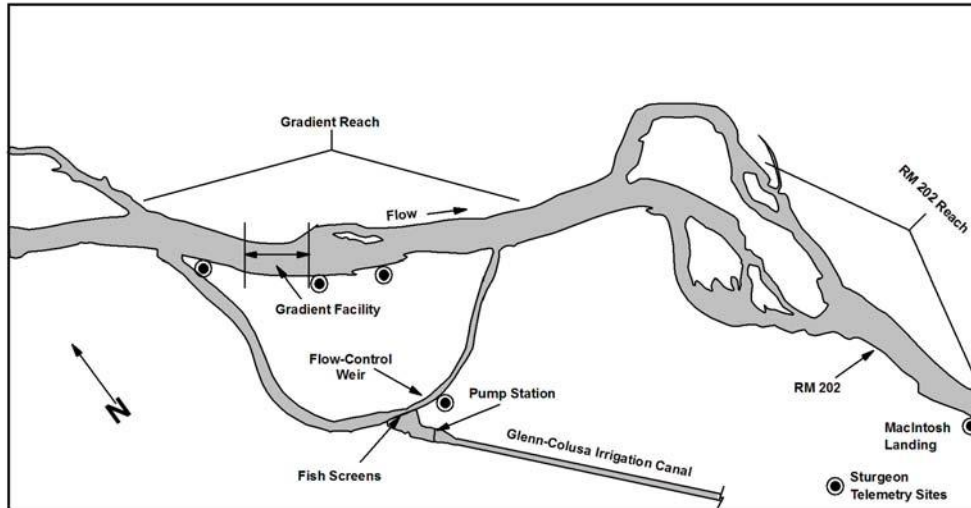 Gradient Reach
Flow
RM 202 Reach
Gradient Facility
N
Flow-Control
Weir
Pump Station
RM 202
Glenn-Colusa Irrigation Canal
MacIntosh
Landing
Fish Screens
Sturgeon
Telemetry Sites